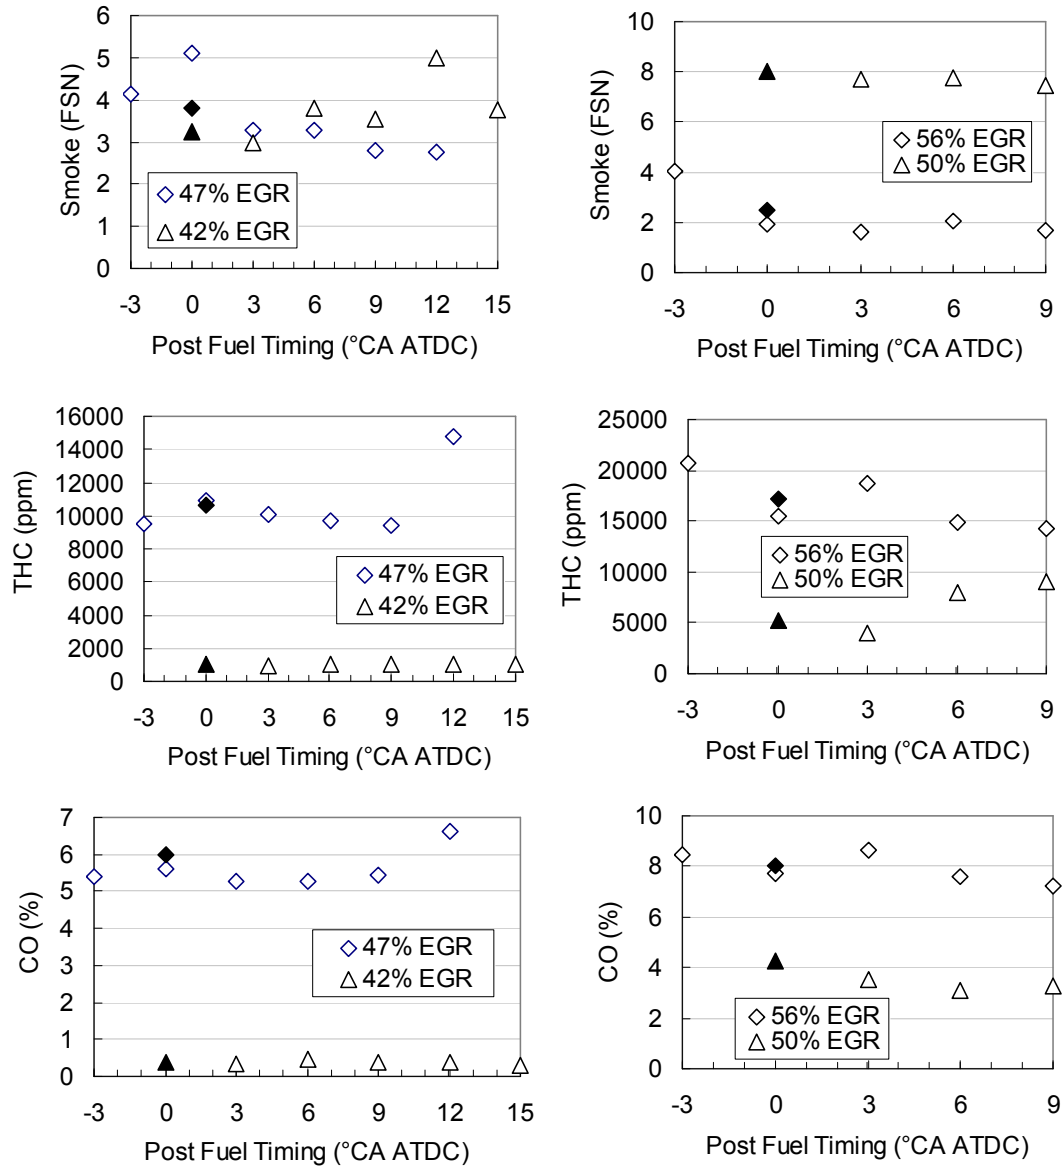 6
5
4
3
2
1
0
Smoke (FSN)
47% EGR
42% EGR
-3 0 3 6 9 12 15
Post Fuel Timing (°CA ATDC)
10
8
6
4
2
0
Smoke (FSN)
56% EGR
50% EGR
-3 0 3 6 9
Post Fuel Timing (°CA ATDC)
16000
14000
12000
10000
8000
6000
4000
2000
0
THC (ppm)
47% EGR
42% EGR
-3 0 3 6 9 12 15
Post Fuel Timing (°CA ATDC)
25000
20000
15000
10000
5000
0
THC (ppm)
56% EGR
50% EGR
-3 0 3 6 9
Post Fuel Timing (°CA ATDC)
7
6
5
4
3
2
1
0
CO (%)
47% EGR
42% EGR
-3 0 3 6 9 12 15
Post Fuel Timing (°CA ATDC)
10
8
6
4
2
0
CO (%)
56% EGR
50% EGR
-3 0 3 6 9
Post Fuel Timing (°CA ATDC)